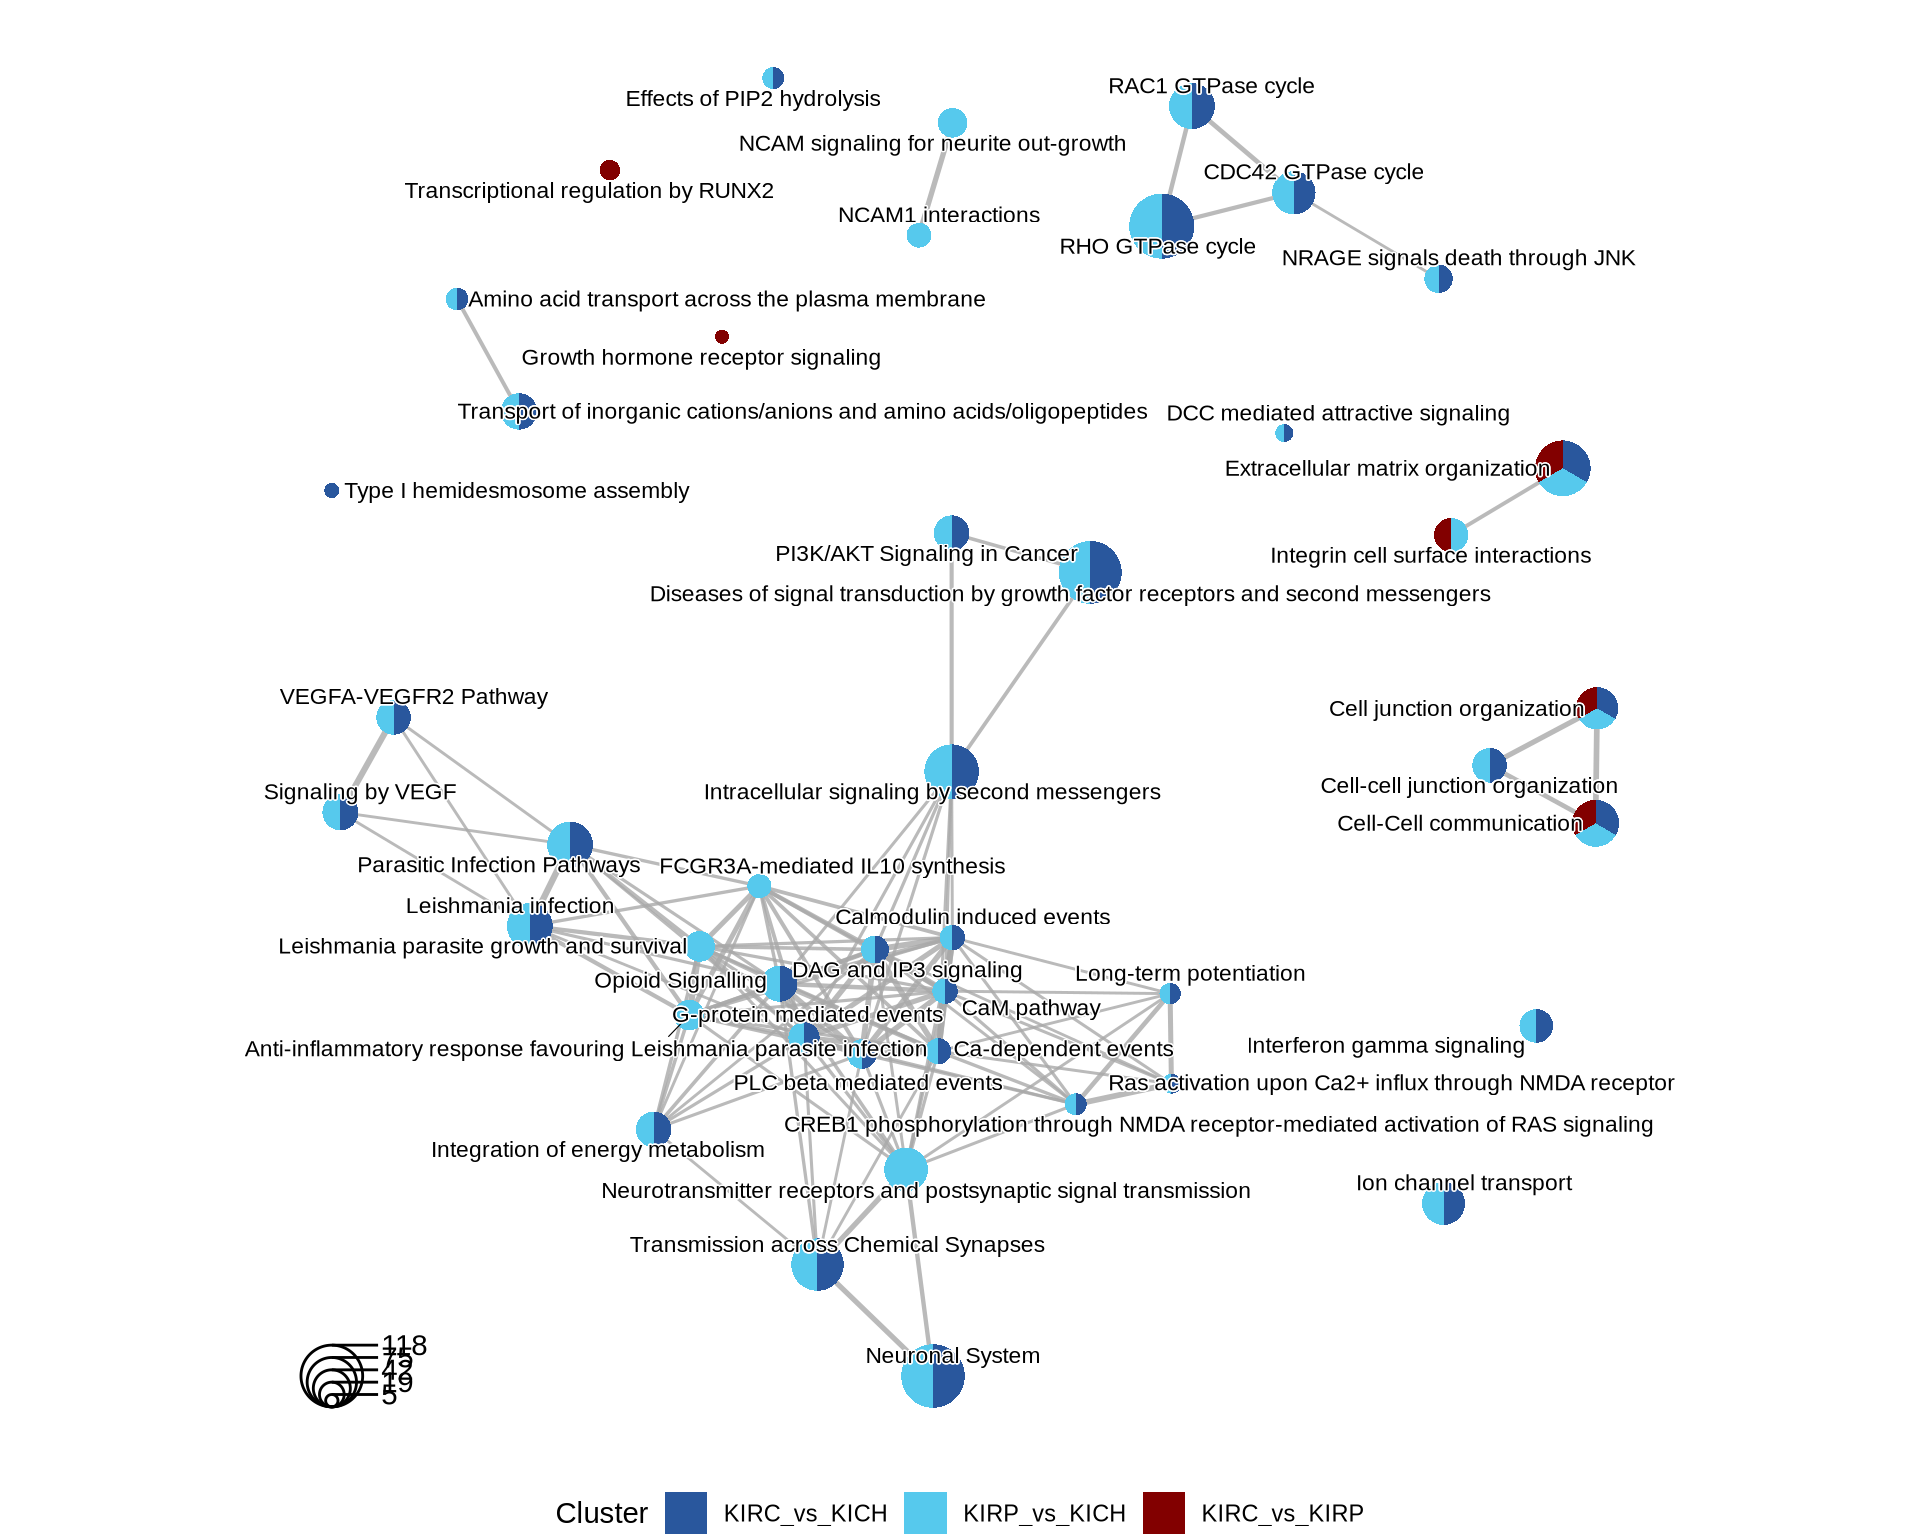 Effects of PIP2 hydrolysis
RAC1 GTPase cycle
NCAM signaling for neurite out-growth
Transcriptional regulation by RUNX2
CDC42 GTPase cycle
NCAM1 interactions
RHO GTPase cycle
NRAGE signals death through JNK
Amino acid transport across the plasma membrane
Growth hormone receptor signaling
Transport of inorganic cations/anions and amino acids/oligopeptides
DCC mediated attractive signaling
Extracellular matrix organization
Type I hemidesmosome assembly
PI3K/AKT Signaling in Cancer
Integrin cell surface interactions
Diseases of signal transduction by growth factor receptors and second messengers
VEGFA-VEGFR2 Pathway
Cell junction organization
Signaling by VEGF
Intracellular signaling by second messengers
Cell-cell junction organization
Cell-Cell communication
Parasitic Infection Pathways
FCGR3A-mediated IL10 synthesis
Leishmania infection
Calmodulin induced events
Leishmania parasite growth and survival
DAG and IP3 signaling
Opioid Signalling
Long-term potentiation
CaM pathway
G-protein mediated events
Anti-inflammatory response favouring Leishmania parasite infection
Ca-dependent events
Interferon gamma signaling
PLC beta mediated events
Ras activation upon Ca2+ influx through NMDA receptor
CREB1 phosphorylation through NMDA receptor-mediated activation of RAS signaling
Integration of energy metabolism
Neurotransmitter receptors and postsynaptic signal transmission
Ion channel transport
Transmission across Chemical Synapses
Neuronal System
118
75
42
19
5
Cluster
KIRC_vs_KICH
KIRP_vs_KICH
KIRC_vs_KIRP